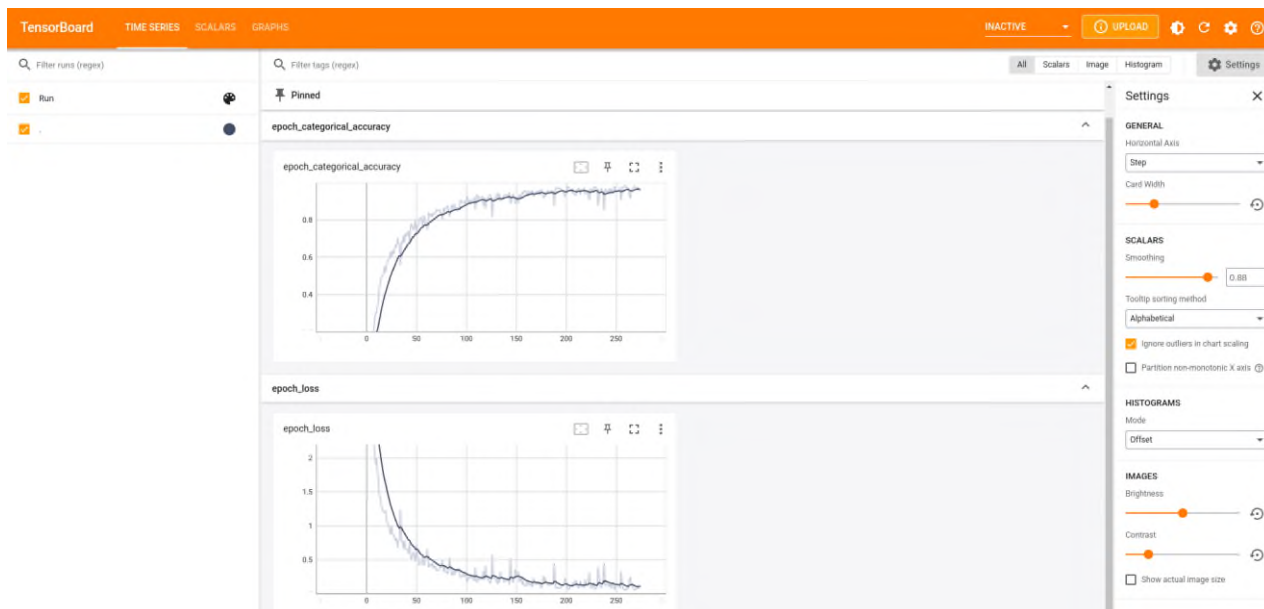 TensorBoard TIME SERIES SCALARS GRAPHS INACTIVE UPLOAD
Filter runs (regex)
Run
.
Filter tags (regex)
All Scalars Image Histogram Settings
Pinned
epoch_categorical_accuracy
epoch_categorical_accuracy
0.8
0.6
0.4
0 50 100 150 200 250
epoch_loss
epoch_loss
2
1.5
1
0.5
0 50 100 150 200 250
Settings
GENERAL
Horizontal Axis
Step
Card Width
SCALARS
Smoothing
0.88
Tooltip sorting method
Alphabetical
Ignore outliers in chart scaling
Partition non-monotonic X axis
HISTOGRAMS
Mode
Offset
IMAGES
Brightness
Contrast
Show actual image size